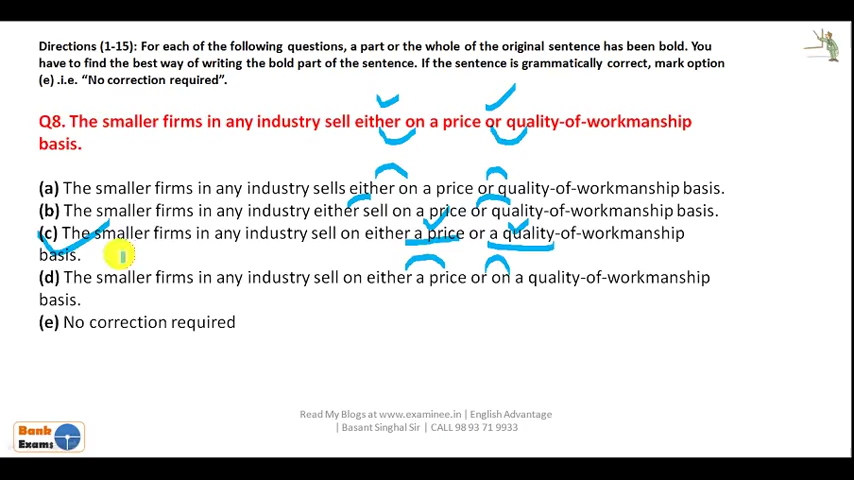 Directions (1-15): For each of the following questions, a part or the whole of the original sentence has been bold. You
have to find the best way of writing the bold part of the sentence. If the sentence is grammatically correct, mark option
(e) .i.e. “No correction required”.
Q8. The smaller firms in any industry sell either on a price or quality-of-workmanship
basis.
(a) The smaller firms in any industry sells either on a price or quality-of-workmanship basis.
(b) The smaller firms in any industry either sell on a price or quality-of-workmanship basis.
(c) The smaller firms in any industry sell on either a price or a quality-of-workmanship
basis.
(d) The smaller firms in any industry sell on either a price or on a quality-of-workmanship
basis.
(e) No correction required
Read My Blogs at www.examinee.in | English Advantage
| Basant Singhal Sir | CALL 98 93 71 9933
Bank
Exams